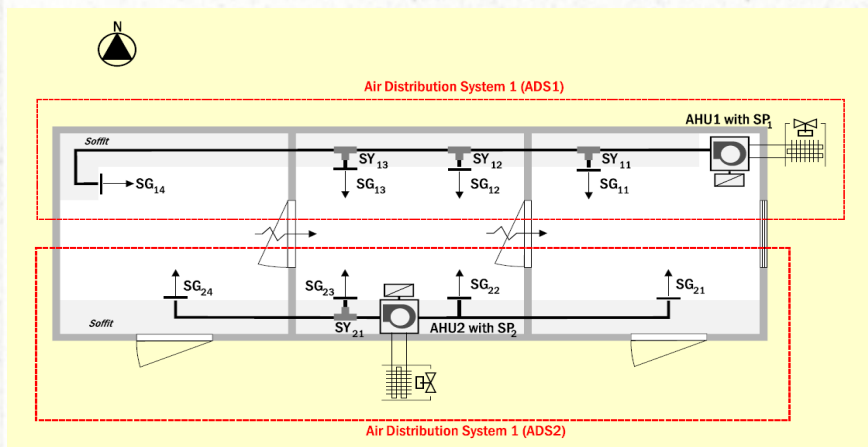 N
Air Distribution System 1 (ADS1)
AHU1 with SP1
Soffit
SY13
SY12
SY11
SG14
SG13
SG12
SG11
SG24
SG23
SG22
SG21
Soffit
SY21
AHU2 with SP2
Air Distribution System 1 (ADS2)